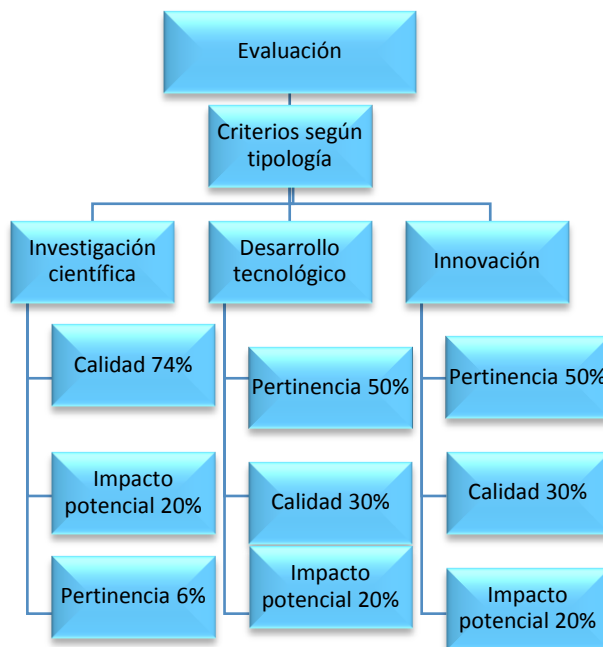 Evaluación
Criterios según
tipología
Investigación
científica
Desarrollo
tecnológico
Innovación
Calidad 74%
Impacto
potencial 20%
Pertinencia 6%
Pertinencia 50%
Calidad 30%
Impacto
potencial 20%
Pertinencia 50%
Calidad 30%
Impacto
potencial 20%